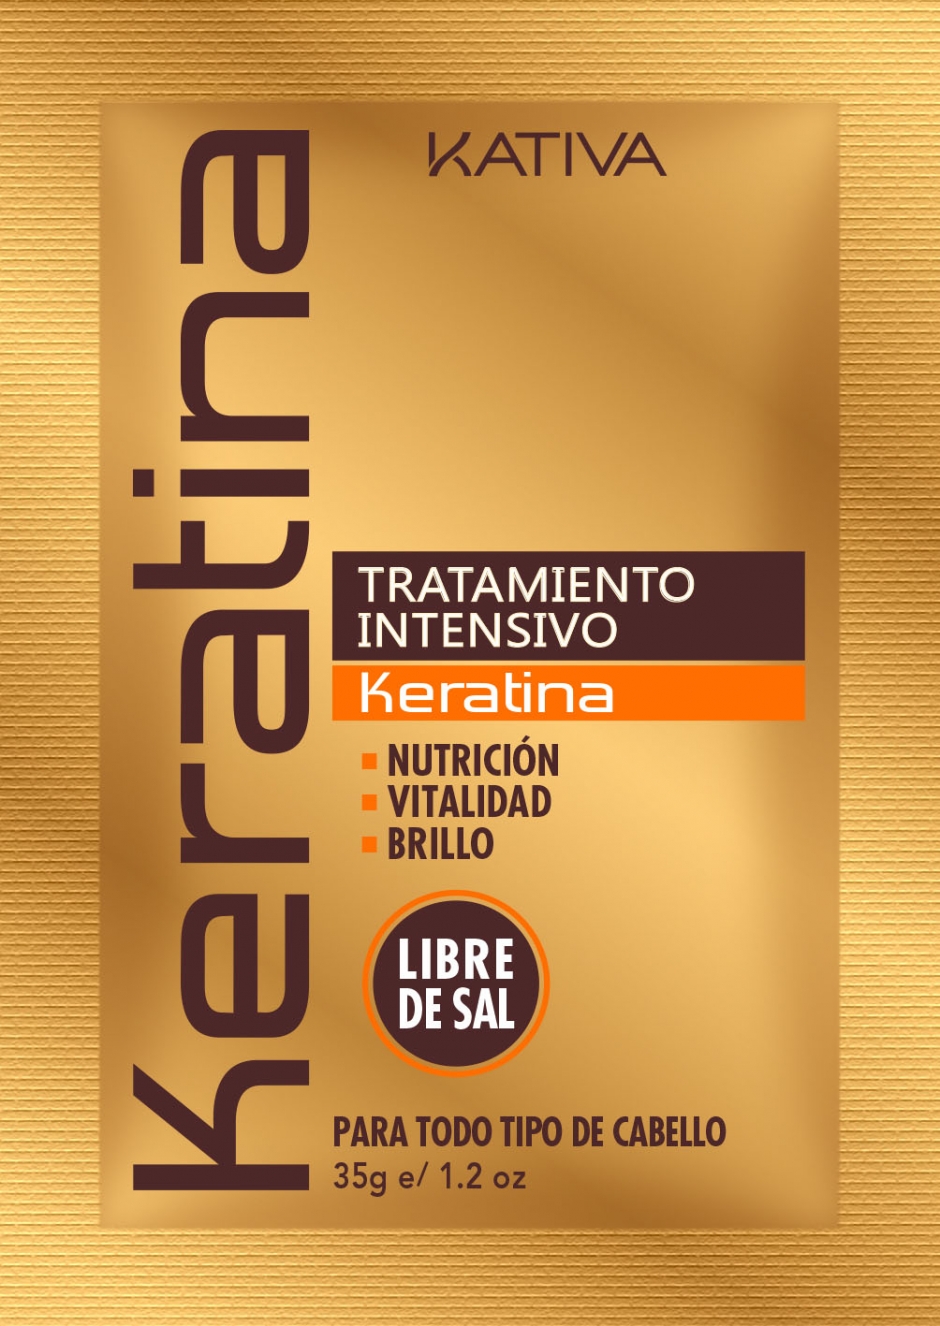 KATIVA
Keratina
TRATAMIENTO
INTENSIVO
Keratina
NUTRICIÓN
VITALIDAD
BRILLO
LIBRE
DE SAL
PARA TODO TIPO DE CABELLO
35g e/ 1.2 oz